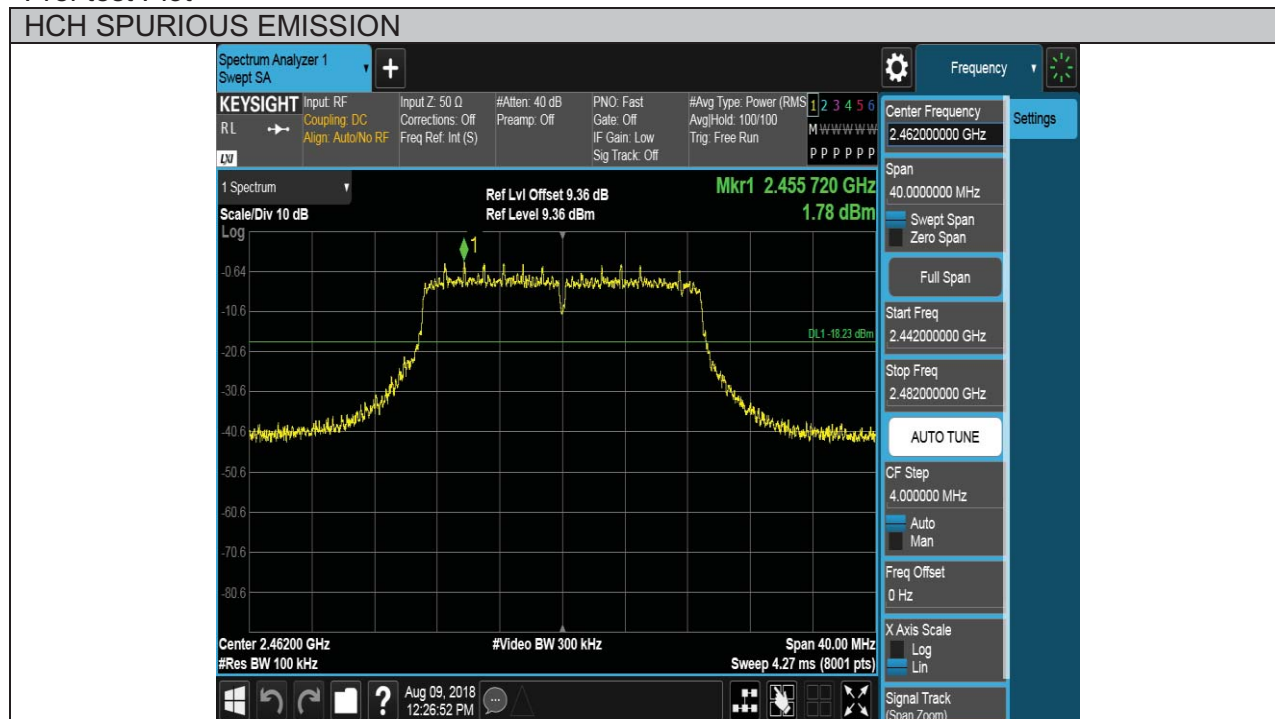 HCH SPURIOUS EMISSION
Spectrum Analyzer 1
Swept SA
Frequency
KEYSIGHT
RL
LXI
Input: RF
Coupling: DC
Align: Auto/No RF
Input Z: 50 Ω
Corrections: Off
Freq Ref: Int (S)
#Atten: 40 dB
Preamp: Off
PNO: Fast
Gate: Off
IF Gain: Low
Sig Track: Off
#Avg Type: Power (RMS
Avg|Hold: 100/100
Trig: Free Run
1 2 3 4 5 6
M W W W W W
P P P P P P
1 Spectrum
Scale/Div 10 dB
Log
Ref Lvl Offset 9.36 dB
Ref Level 9.36 dBm
Mkr1 2.455 720 GHz
1.78 dBm
1
-0.64
-10.6
DL1 -18.23 dBm
-20.6
-30.6
-40.6
-50.6
-60.6
-70.6
-80.6
Center 2.46200 GHz
#Res BW 100 kHz
#Video BW 300 kHz
Span 40.00 MHz
Sweep 4.27 ms (8001 pts)
Aug 09, 2018
12:26:52 PM
Center Frequency
2.462000000 GHz
Settings
Span
40.0000000 MHz
Swept Span
Zero Span
Full Span
Start Freq
2.442000000 GHz
Stop Freq
2.482000000 GHz
AUTO TUNE
CF Step
4.000000 MHz
Auto
Man
Freq Offset
0 Hz
X Axis Scale
Log
Lin
Signal Track
(Span Zoom)